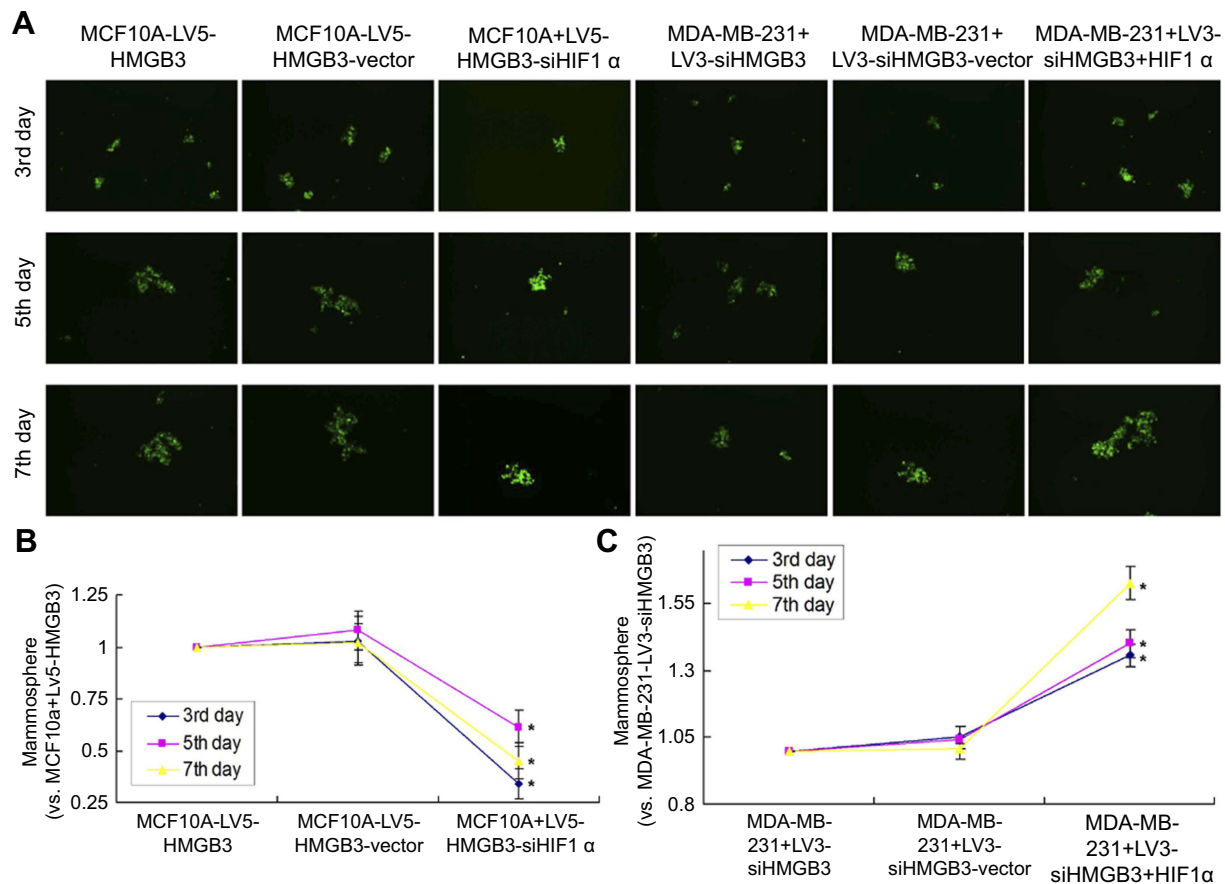 A
MCF10A-LV5-
HMGB3
MCF10A-LV5-
HMGB3-vector
MCF10A+LV5-
HMGB3-siHIF1 α
MDA-MB-231+
LV3-siHMGB3
MDA-MB-231+
LV3-siHMGB3-vector
MDA-MB-231+LV3-
siHMGB3+HIF1 α
3rd day
5th day
7th day
B
Mammosphere
(vs. MCF10a+Lv5-HMGB3)
1.25
1
0.75
0.5
0.25
3rd day
5th day
7th day
*
*
*
MCF10A-LV5-
HMGB3
MCF10A-LV5-
HMGB3-vector
MCF10A+LV5-
HMGB3-siHIF1 α
C
Mammosphere
(vs. MDA-MB-231-LV3-siHMGB3)
1.55
1.3
1.05
0.8
3rd day
5th day
7th day
*
*
*
MDA-MB-
231+LV3-
siHMGB3
MDA-MB-
231+LV3-
siHMGB3-vector
MDA-MB-
231+LV3-
siHMGB3+HIF1α